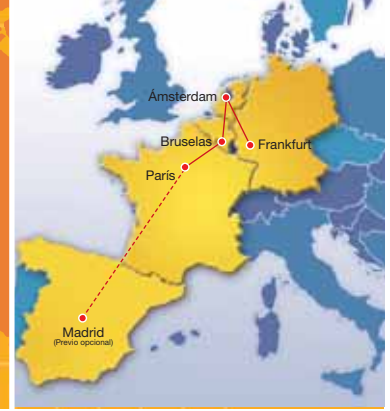 Ámsterdam
Bruselas
Frankfurt
París
Madrid
(Previo opcional)